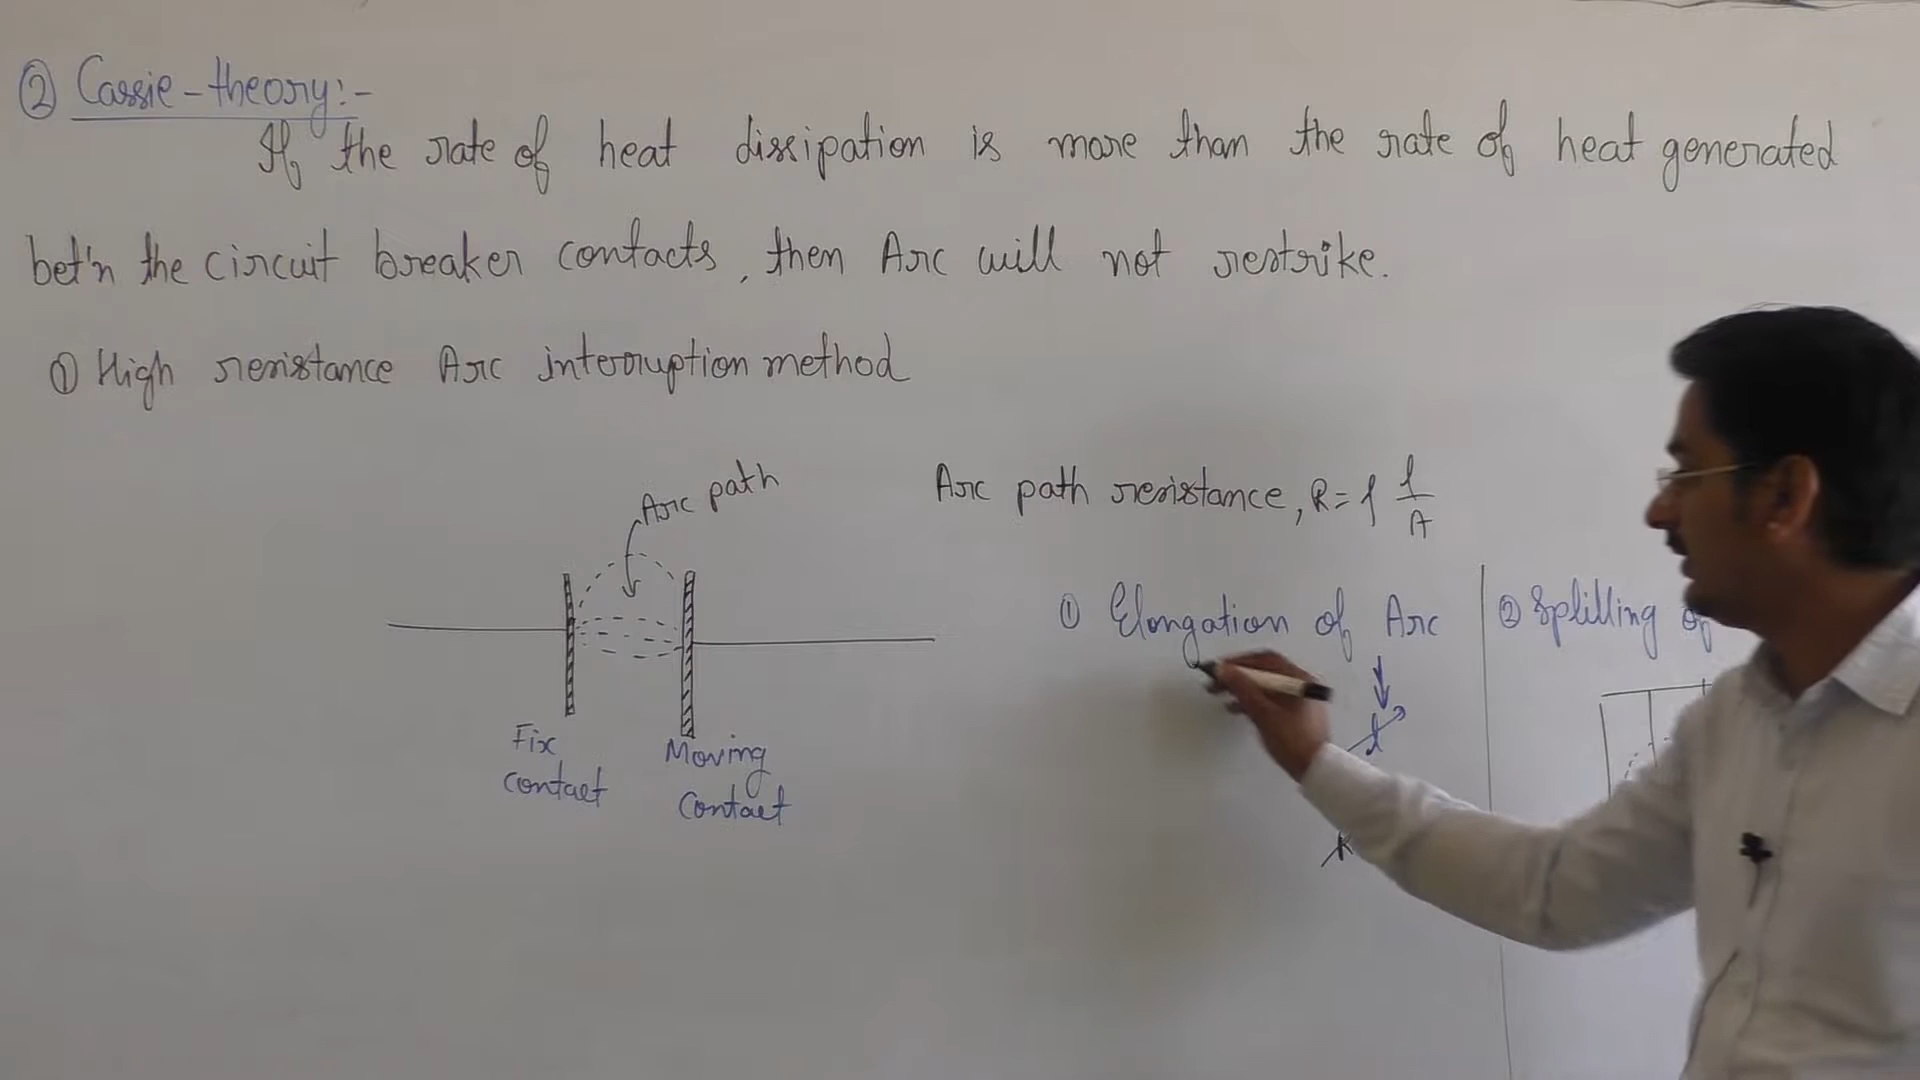 ② Cassie-theory:-
If the rate of heat dissipation is more than the rate of heat generated
bet'n the circuit breaker contacts, then Arc will not restrike.
① High resistance Arc interruption method
Arc path
Arc path resistance, R = ρ l/A
① Elongation of Arc
② Splilling of
Fix
contact
Moving
Contact